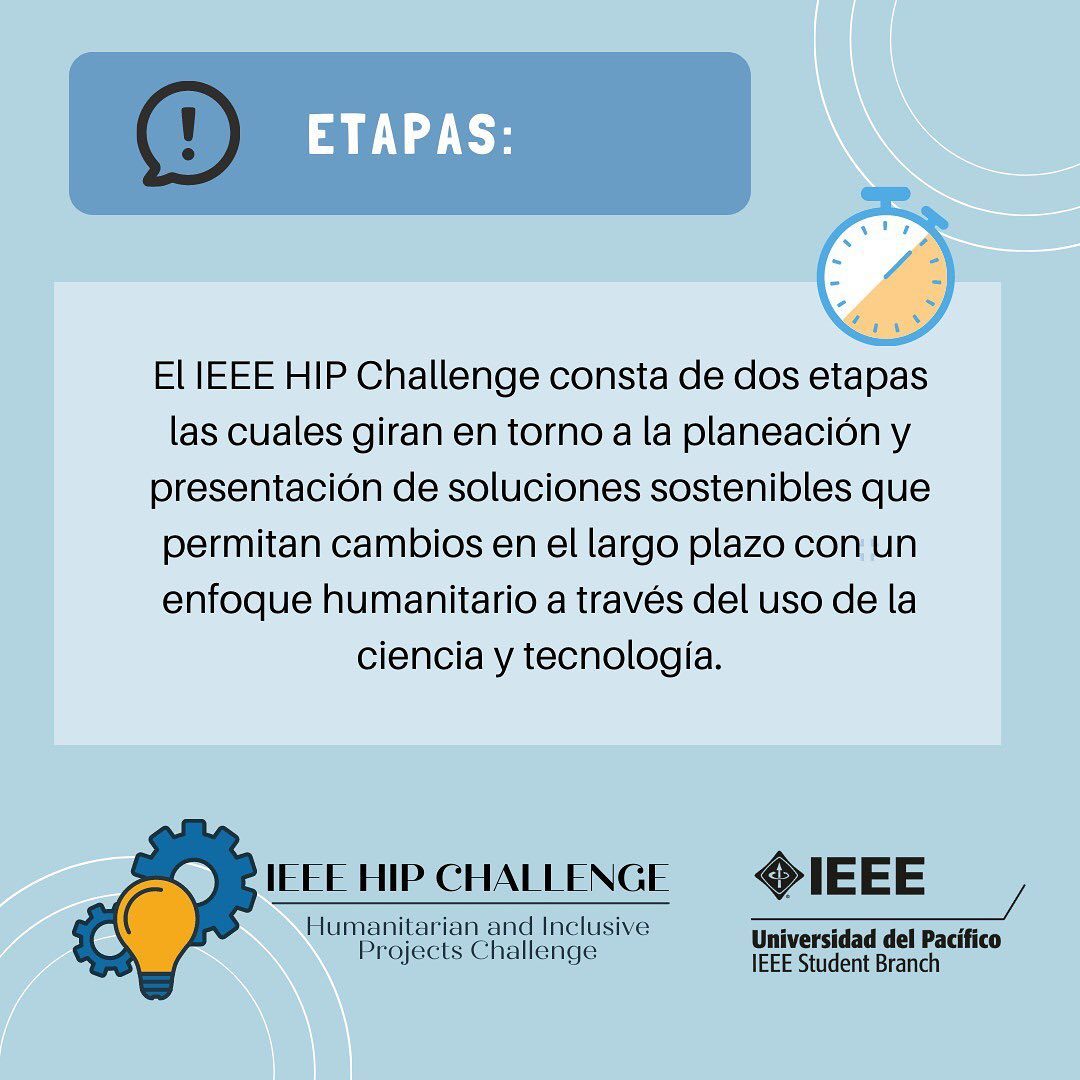 ETAPAS:
El IEEE HIP Challenge consta de dos etapas
las cuales giran en torno a la planeación y
presentación de soluciones sostenibles que
permitan cambios en el largo plazo con un
enfoque humanitario a través del uso de la
ciencia y tecnología.
IEEE HIP CHALLENGE
Humanitarian and Inclusive
Projects Challenge
IEEE
Universidad del Pacífico
IEEE Student Branch